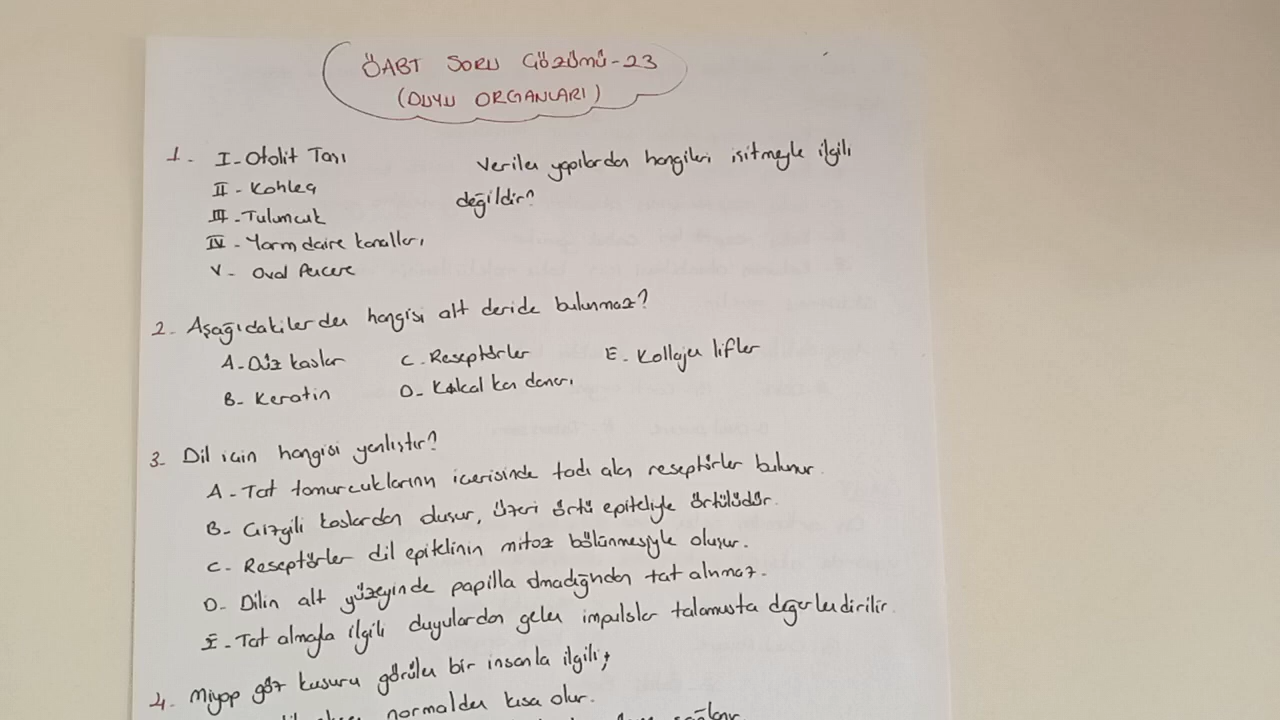 ÖABT SORU ÇÖZÜMÜ-23
(DUYU ORGANLARI)
1. I-Otolit Taşı
II - Kohlea
III -Tulumcuk
IV - Yarım daire kanalları
V - Oval Pencere
Verilen yapılardan hangileri işitmeyle ilgili
değildir?
2- Aşağıdakilerden hangisi alt deride bulunmaz?
A-Düz kaslar
C-Reseptörler
E- Kollajen lifler
B- Keratin
D- Kılcal kan damarı
3- Dil için hangisi yanlıştır?
A- Tat tomurcuklarının içerisinde tadı alan reseptörler bulunur.
B- Çizgili kaslardan oluşur, üzeri örtü epiteliyle örtülüdür.
C- Reseptörler dil epitelinin mitoz bölünmesiyle oluşur.
D- Dilin alt yüzeyinde papilla olmadığından tat alınmaz.
E-Tat almayla ilgili duyulardan gelen impulslar talamusta değerlendirilir.
4- Miyop göz kusuru görülen bir insanla ilgili;
normalden kısa olur.